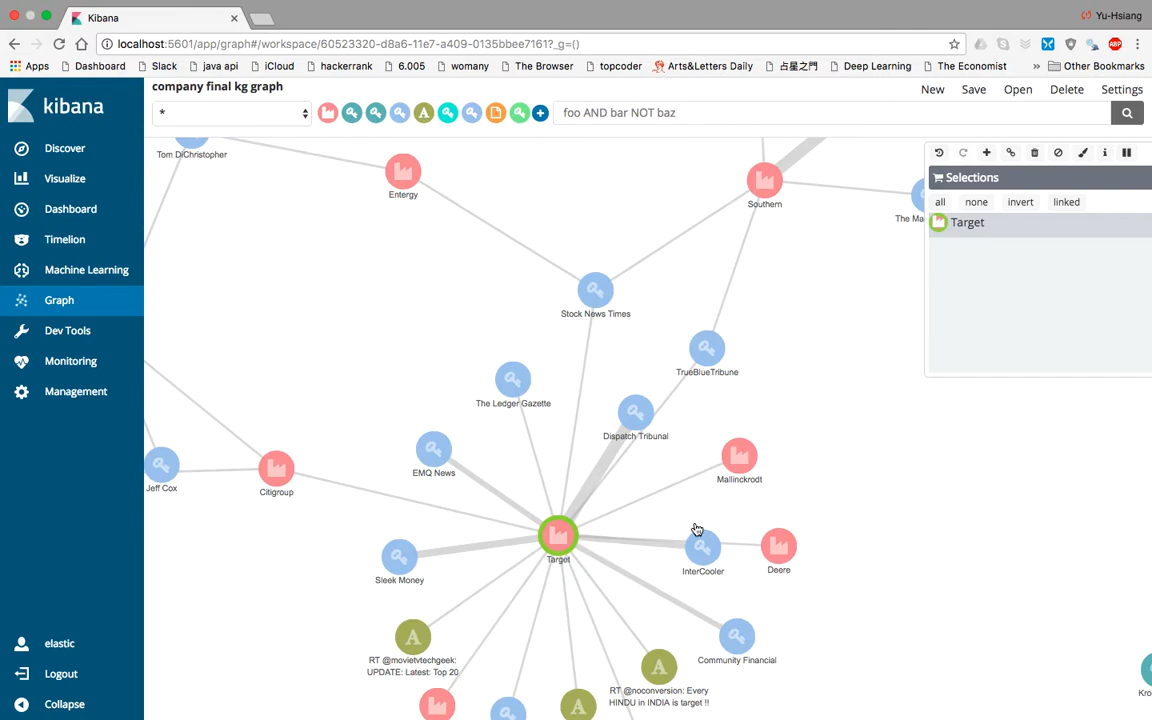 Kibana
Yu-Hsiang
localhost:5601/app/graph#/workspace/60523320-d8a6-11e7-a409-0135bbee7161?_g=()
ABP
Apps
Dashboard
Slack
java api
iCloud
hackerrank
6.005
womany
The Browser
topcoder
Arts&Letters Daily
占星之門
Deep Learning
The Economist
»
Other Bookmarks
kibana
company final kg graph
New
Save
Open
Delete
Settings
*
foo AND bar NOT baz
Discover
Visualize
Dashboard
Timelion
Machine Learning
Graph
Dev Tools
Monitoring
Management
elastic
Logout
Collapse
Selections
all
none
invert
linked
Target
Tom DiChristopher
Entergy
Southern
The Ma
Stock News Times
TrueBlueTribune
The Ledger Gazette
Dispatch Tribunal
EMQ News
Mallinckrodt
Jeff Cox
Citigroup
Target
InterCooler
Deere
Sleek Money
A
RT @movietvtechgeek:
UPDATE: Latest: Top 20
Community Financial
A
RT @noconversion: Every
HINDU in INDIA is target !!
A
Kro